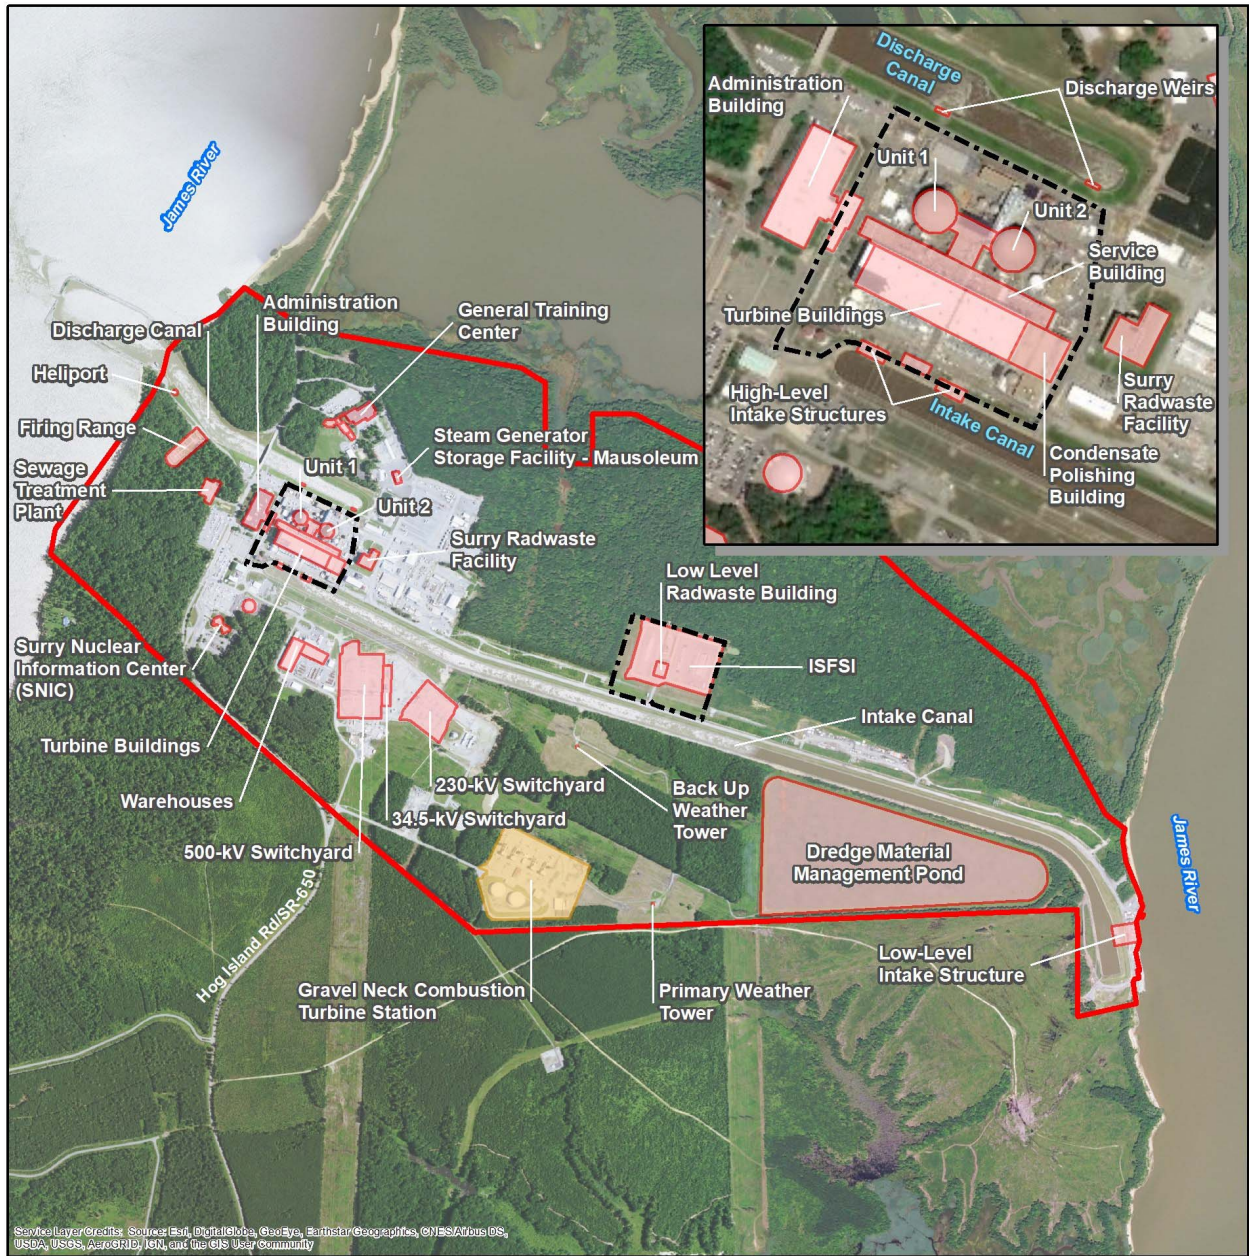 Discharge
Canal
Administration
Building
Discharge Weirs
Unit 1
Unit 2
Service
Building
Turbine Buildings
High-Level
Intake Structures
Intake Canal
Surry
Radwaste
Facility
Condensate
Polishing
Building
James River
Discharge Canal
Administration
Building
General Training
Center
Heliport
Firing Range
Steam Generator
Storage Facility - Mausoleum
Sewage
Treatment
Plant
Unit 1
Unit 2
Surry Radwaste
Facility
Low Level
Radwaste Building
Surry Nuclear
Information Center
(SNIC)
ISFSI
Intake Canal
Turbine Buildings
Warehouses
230-kV Switchyard
34.5-kV Switchyard
500-kV Switchyard
Back Up
Weather
Tower
Dredge Material
Management Pond
James River
Hog Island Rd/SR-650
Gravel Neck Combustion
Turbine Station
Primary Weather
Tower
Low-Level
Intake Structure
Service Layer Credits: Source: Esri, DigitalGlobe, GeoEye, Earthstar Geographics, CNES/Airbus DS,
USDA, USGS, AeroGRID, IGN, and the GIS User Community